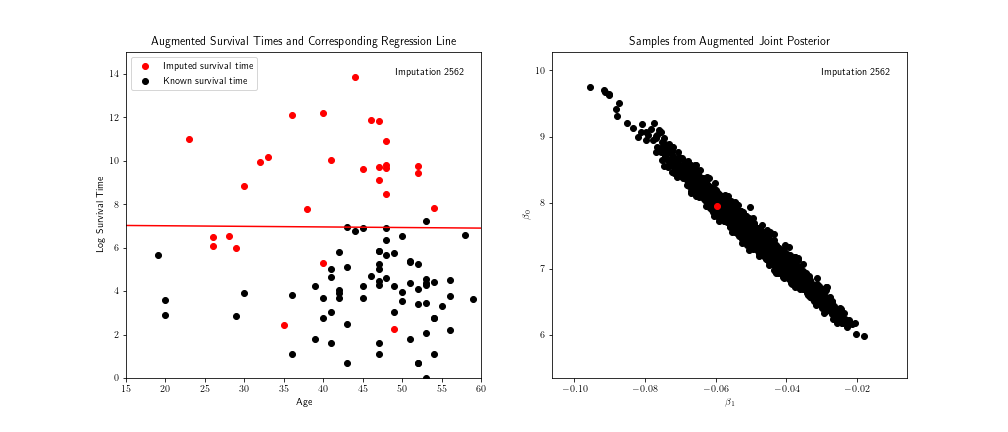 Augmented Survival Times and Corresponding Regression Line
Imputed survival time
Known survival time
Imputation 2562
Log Survival Time
14
12
10
8
6
4
2
0
15 20 25 30 35 40 45 50 55 60
Age
Samples from Augmented Joint Posterior
Imputation 2562
β₀
10
9
8
7
6
−0.10 −0.08 −0.06 −0.04 −0.02
β₁